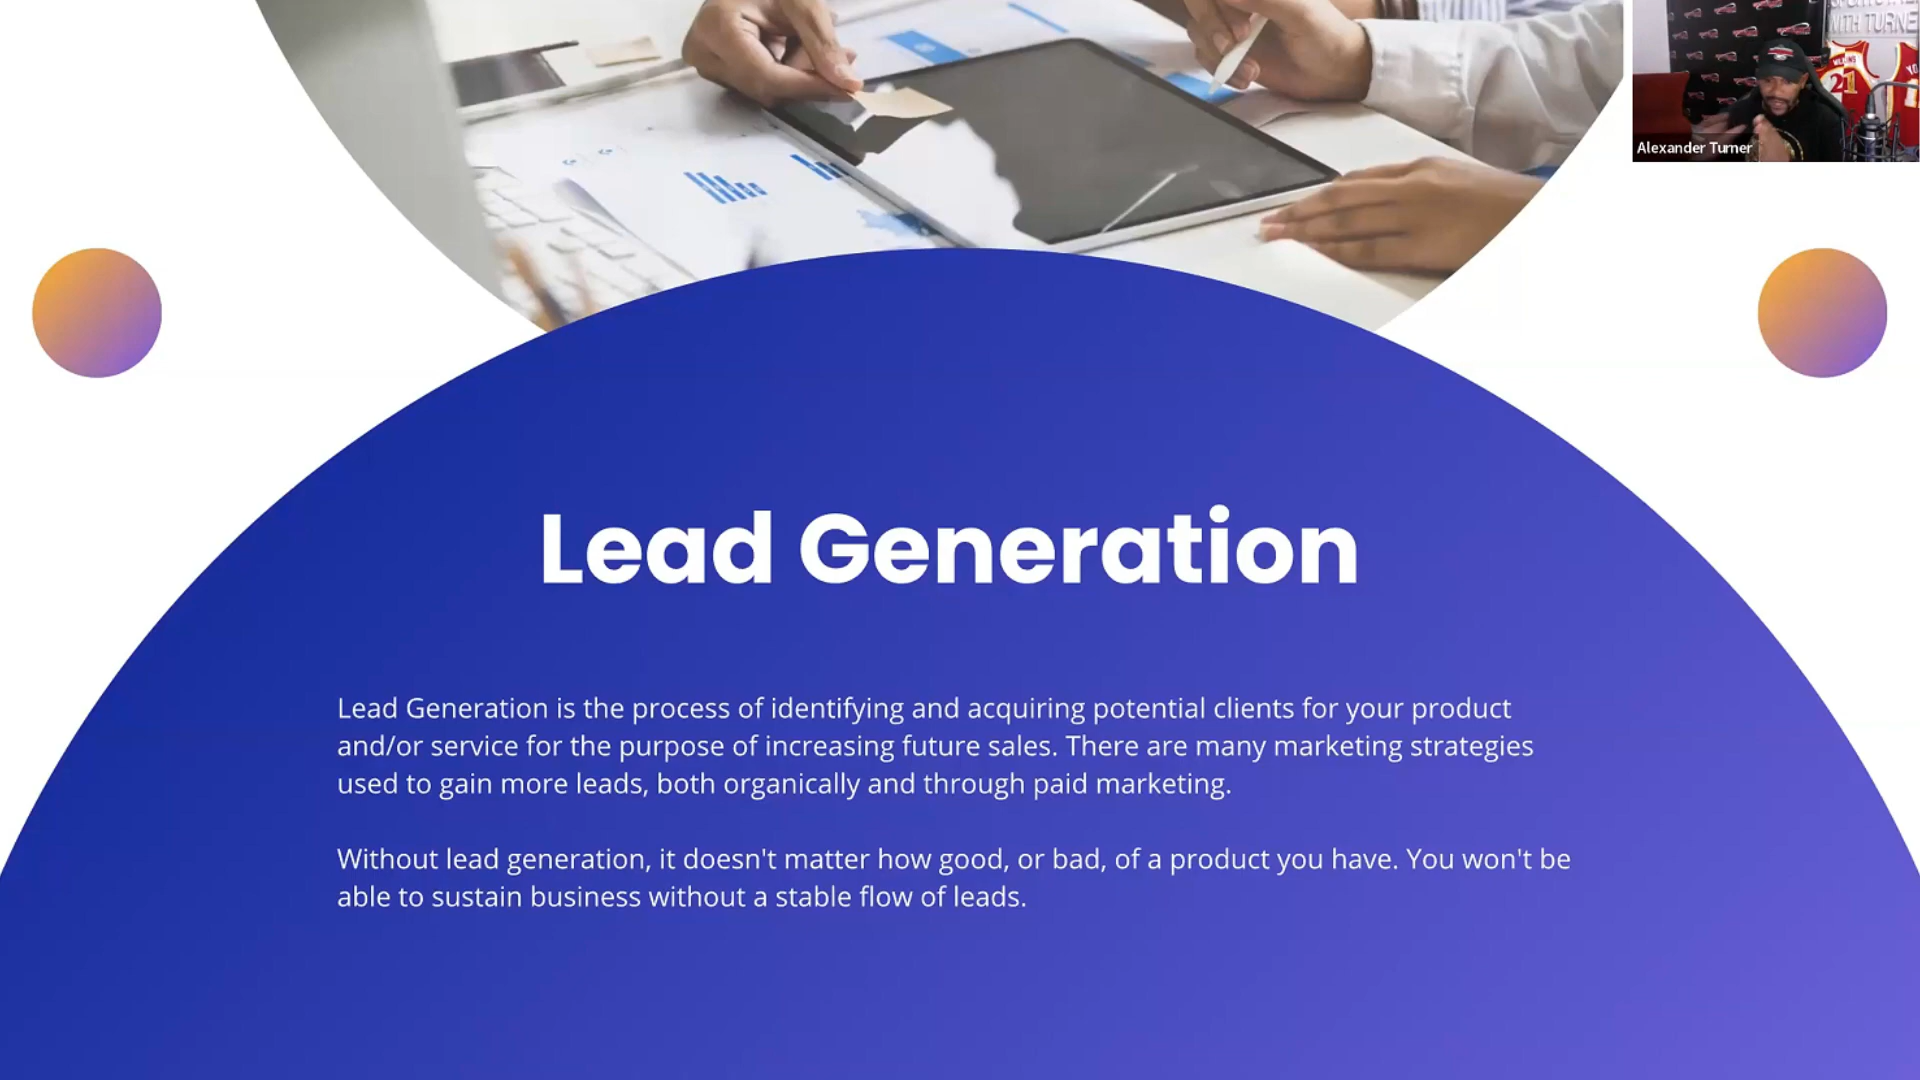 WITH TURNE
21
Alexander Turner
Lead Generation
Lead Generation is the process of identifying and acquiring potential clients for your product
and/or service for the purpose of increasing future sales. There are many marketing strategies
used to gain more leads, both organically and through paid marketing.
Without lead generation, it doesn't matter how good, or bad, of a product you have. You won't be
able to sustain business without a stable flow of leads.